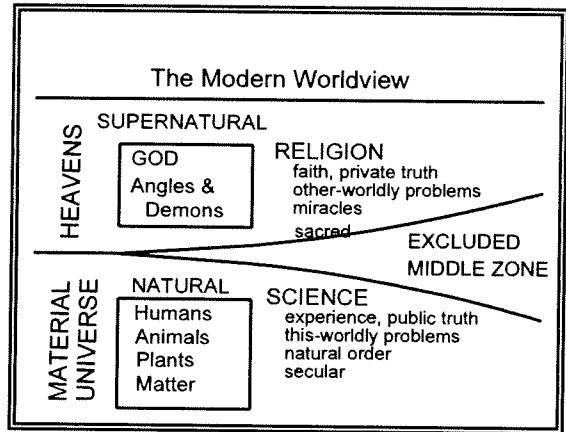 The Modern Worldview
HEAVENS
SUPERNATURAL
GOD
Angles &
Demons
RELIGION
faith, private truth
other-worldly problems
miracles
sacred
EXCLUDED
MIDDLE ZONE
MATERIAL
UNIVERSE
NATURAL
Humans
Animals
Plants
Matter
SCIENCE
experience, public truth
this-worldly problems
natural order
secular